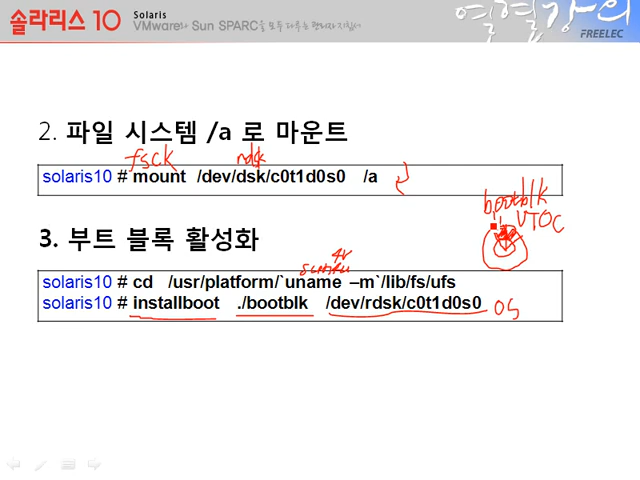 솔라리스 10
Solaris
VMware와 Sun SPARC을 모두 다루는 관리자 지침서
열혈강의
FREELEC
2. 파일 시스템 /a 로 마운트
fsck
rdsk
solaris10 # mount /dev/dsk/c0t1d0s0 /a
bootblk
VTOC
3. 부트 블록 활성화
4u
sun4u
solaris10 # cd /usr/platform/`uname –m`/lib/fs/ufs
solaris10 # installboot ./bootblk /dev/rdsk/c0t1d0s0
OS